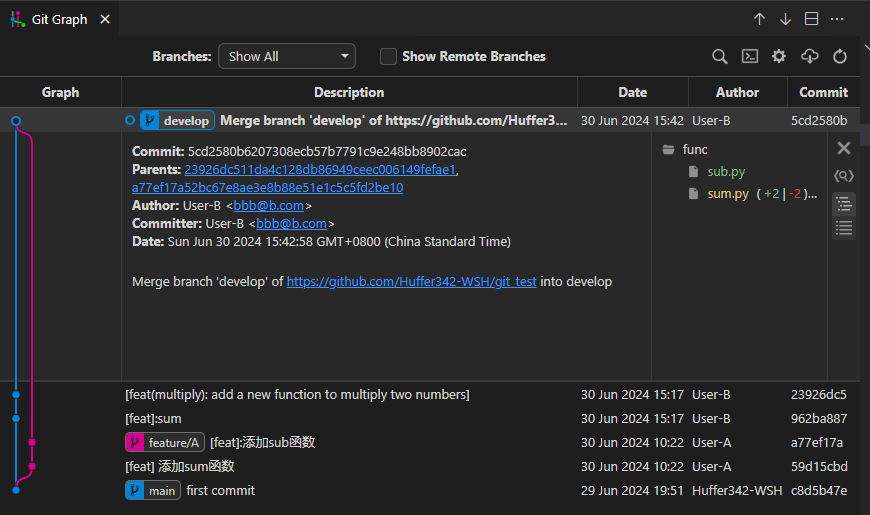 Git Graph
Branches: Show All Show Remote Branches
Graph Description Date Author Commit
develop Merge branch 'develop' of https://github.com/Huffer3... 30 Jun 2024 15:42 User-B 5cd2580b
Commit: 5cd2580b6207308ecb57b7791c9e248bb8902cac
Parents: 23926dc511da4c128db86949ceec006149fefae1,
a77ef17a52bc67e8ae3e8b88e51e1c5c5fd2be10
Author: User-B <bbb@b.com>
Committer: User-B <bbb@b.com>
Date: Sun Jun 30 2024 15:42:58 GMT+0800 (China Standard Time)
Merge branch 'develop' of https://github.com/Huffer342-WSH/git_test into develop
func
sub.py
sum.py ( +2 | -2 )...
[feat(multiply): add a new function to multiply two numbers] 30 Jun 2024 15:17 User-B 23926dc5
[feat]:sum 30 Jun 2024 15:17 User-B 962ba887
feature/A [feat]:添加sub函数 30 Jun 2024 10:22 User-A a77ef17a
[feat] 添加sum函数 30 Jun 2024 10:22 User-A 59d15cbd
main first commit 29 Jun 2024 19:51 Huffer342-WSH c8d5b47e